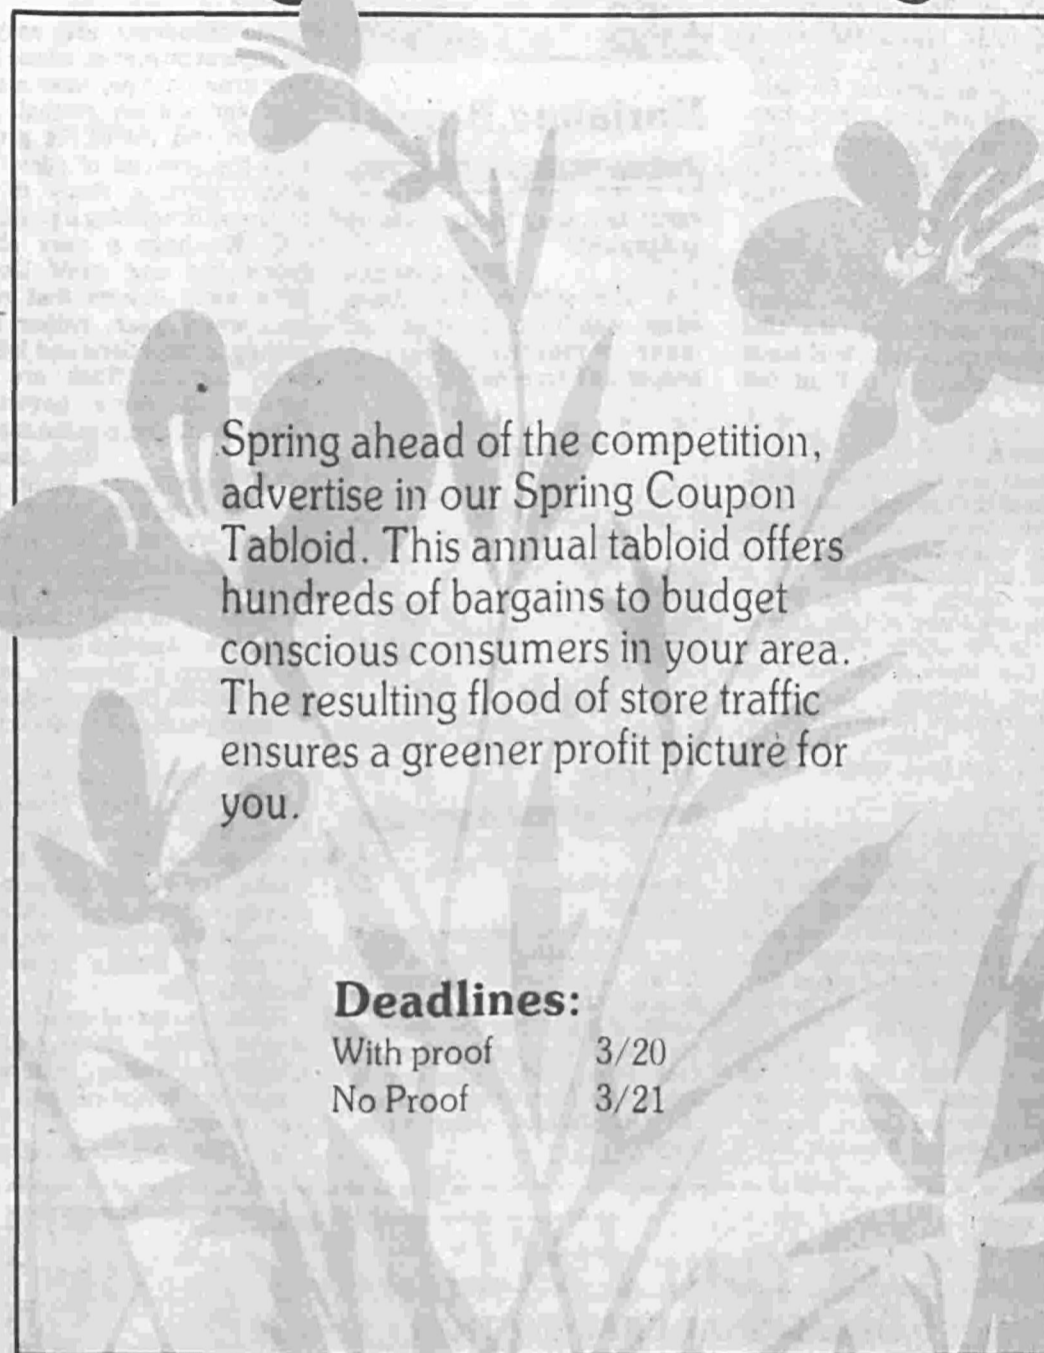 Spring ahead of the competition,
advertise in our Spring Coupon
Tabloid. This annual tabloid offers
hundreds of bargains to budget
conscious consumers in your area.
The resulting flood of store traffic
ensures a greener profit picture for
you.
Deadlines:
With proof 3/20
No Proof 3/21